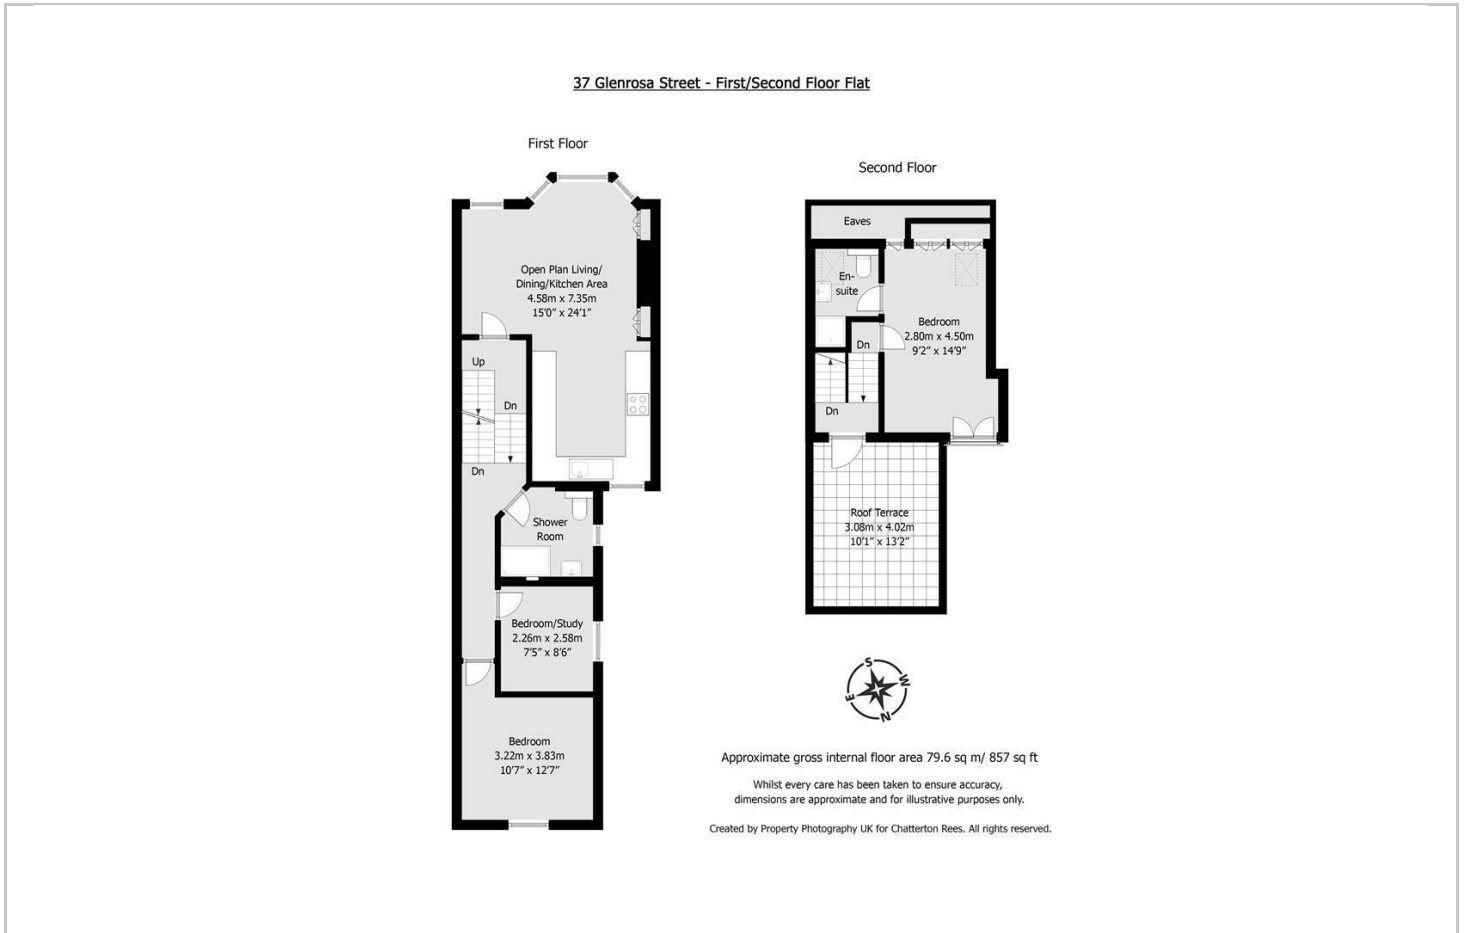 37 Glenrosa Street - First/Second Floor Flat
First Floor
Open Plan Living/
Dining/Kitchen Area
4.58m x 7.35m
15'0" x 24'1"
Up
Dn
Dn
Shower
Room
Bedroom/Study
2.26m x 2.58m
7'5" x 8'6"
Bedroom
3.22m x 3.83m
10'7" x 12'7"
Second Floor
Eaves
En-
suite
Bedroom
2.80m x 4.50m
9'2" x 14'9"
Dn
Dn
Roof Terrace
3.08m x 4.02m
10'1" x 13'2"
S
W
E
N
Approximate gross internal floor area 79.6 sq m/ 857 sq ft
Whilst every care has been taken to ensure accuracy,
dimensions are approximate and for illustrative purposes only.
Created by Property Photography UK for Chatterton Rees. All rights reserved.